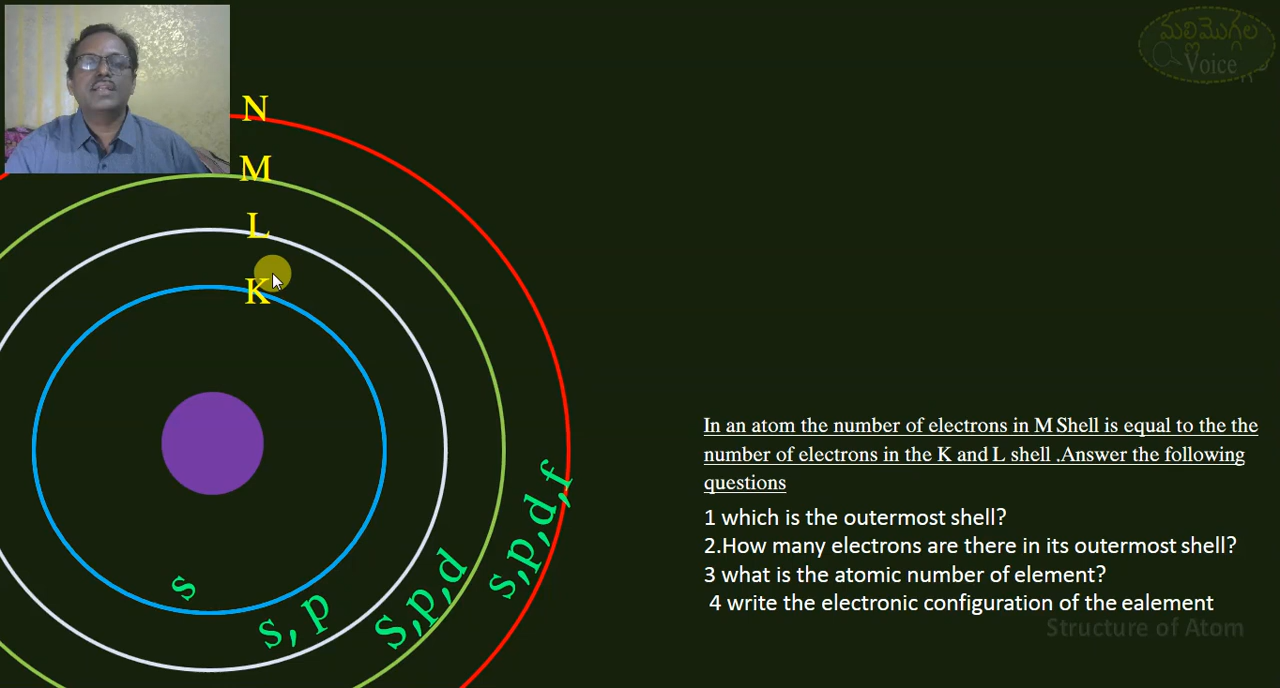 మల్లిమొగ్గల
Voice
N
M
L
K
s
s, p
S,p,d
s,p,d,f
In an atom the number of electrons in M Shell is equal to the the
number of electrons in the K and L shell .Answer the following
questions
1 which is the outermost shell?
2.How many electrons are there in its outermost shell?
3 what is the atomic number of element?
4 write the electronic configuration of the ealement
Structure of Atom